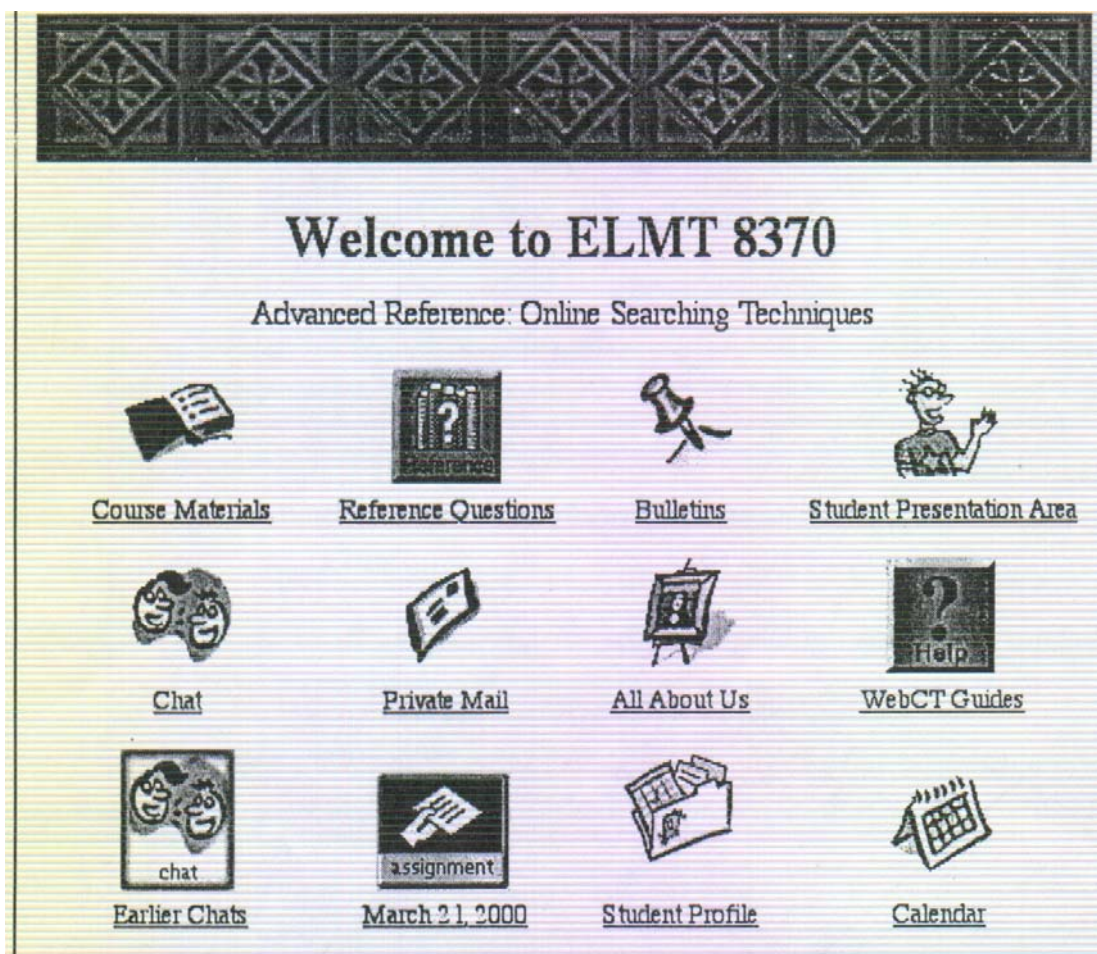 Welcome to ELMT 8370
Advanced Reference: Online Searching Techniques
Reference
Course Materials Reference Questions Bulletins Student Presentation Area
Help
Chat Private Mail All About Us WebCT Guides
chat assignment
Earlier Chats March 21, 2000 Student Profile Calendar